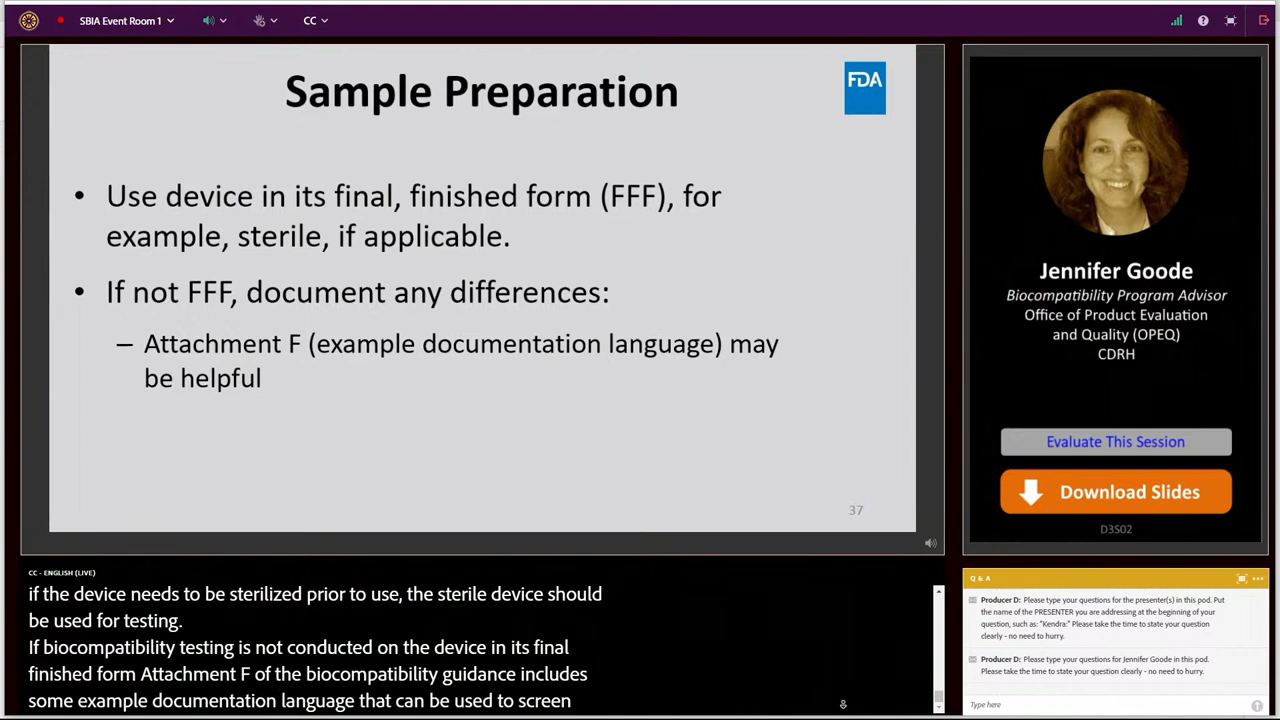 SBIA Event Room 1
CC
Sample Preparation
FDA
• Use device in its final, finished form (FFF), for
example, sterile, if applicable.
• If not FFF, document any differences:
– Attachment F (example documentation language) may
be helpful
37
Jennifer Goode
Biocompatibility Program Advisor
Office of Product Evaluation
and Quality (OPEQ)
CDRH
Evaluate This Session
Download Slides
D3S02
CC - ENGLISH (LIVE)
if the device needs to be sterilized prior to use, the sterile device should
be used for testing.
If biocompatibility testing is not conducted on the device in its final
finished form Attachment F of the biocompatibility guidance includes
some example documentation language that can be used to screen
Q & A
Producer D: Please type your questions for the presenter(s) in this pod. Put
the name of the PRESENTER you are addressing at the beginning of your
question, such as: "Kendra:" Please take the time to state your question
clearly - no need to hurry.
Producer D: Please type your questions for Jennifer Goode in this pod.
Please take the time to state your question clearly - no need to hurry.
Type here